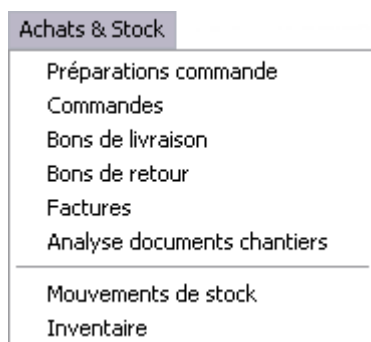 Achats & Stock
Préparations commande
Commandes
Bons de livraison
Bons de retour
Factures
Analyse documents chantiers
Mouvements de stock
Inventaire